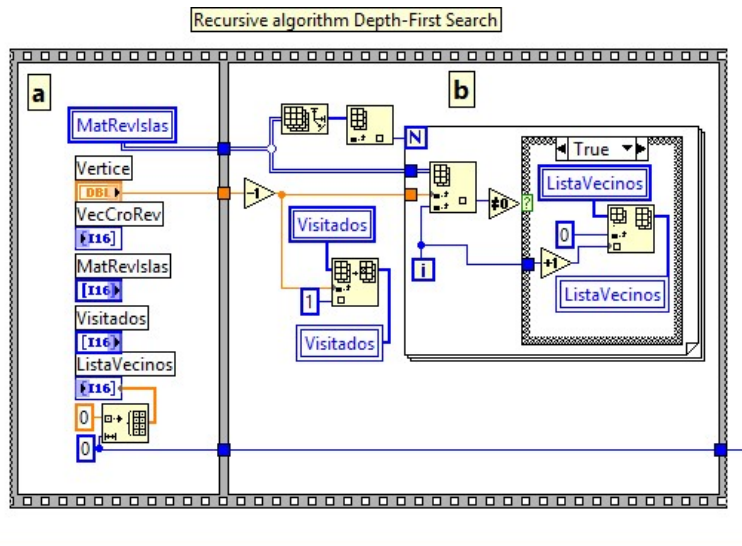 Recursive algorithm Depth-First Search
a
MatRevIslas
Vertice
DBL
VecCroRev
[I16]
MatRevIslas
[I16]
Visitados
[I16]
ListaVecinos
[I16]
0
0
b
-1
Visitados
1
Visitados
N
i
≠0
?
True
ListaVecinos
0
+1
ListaVecinos